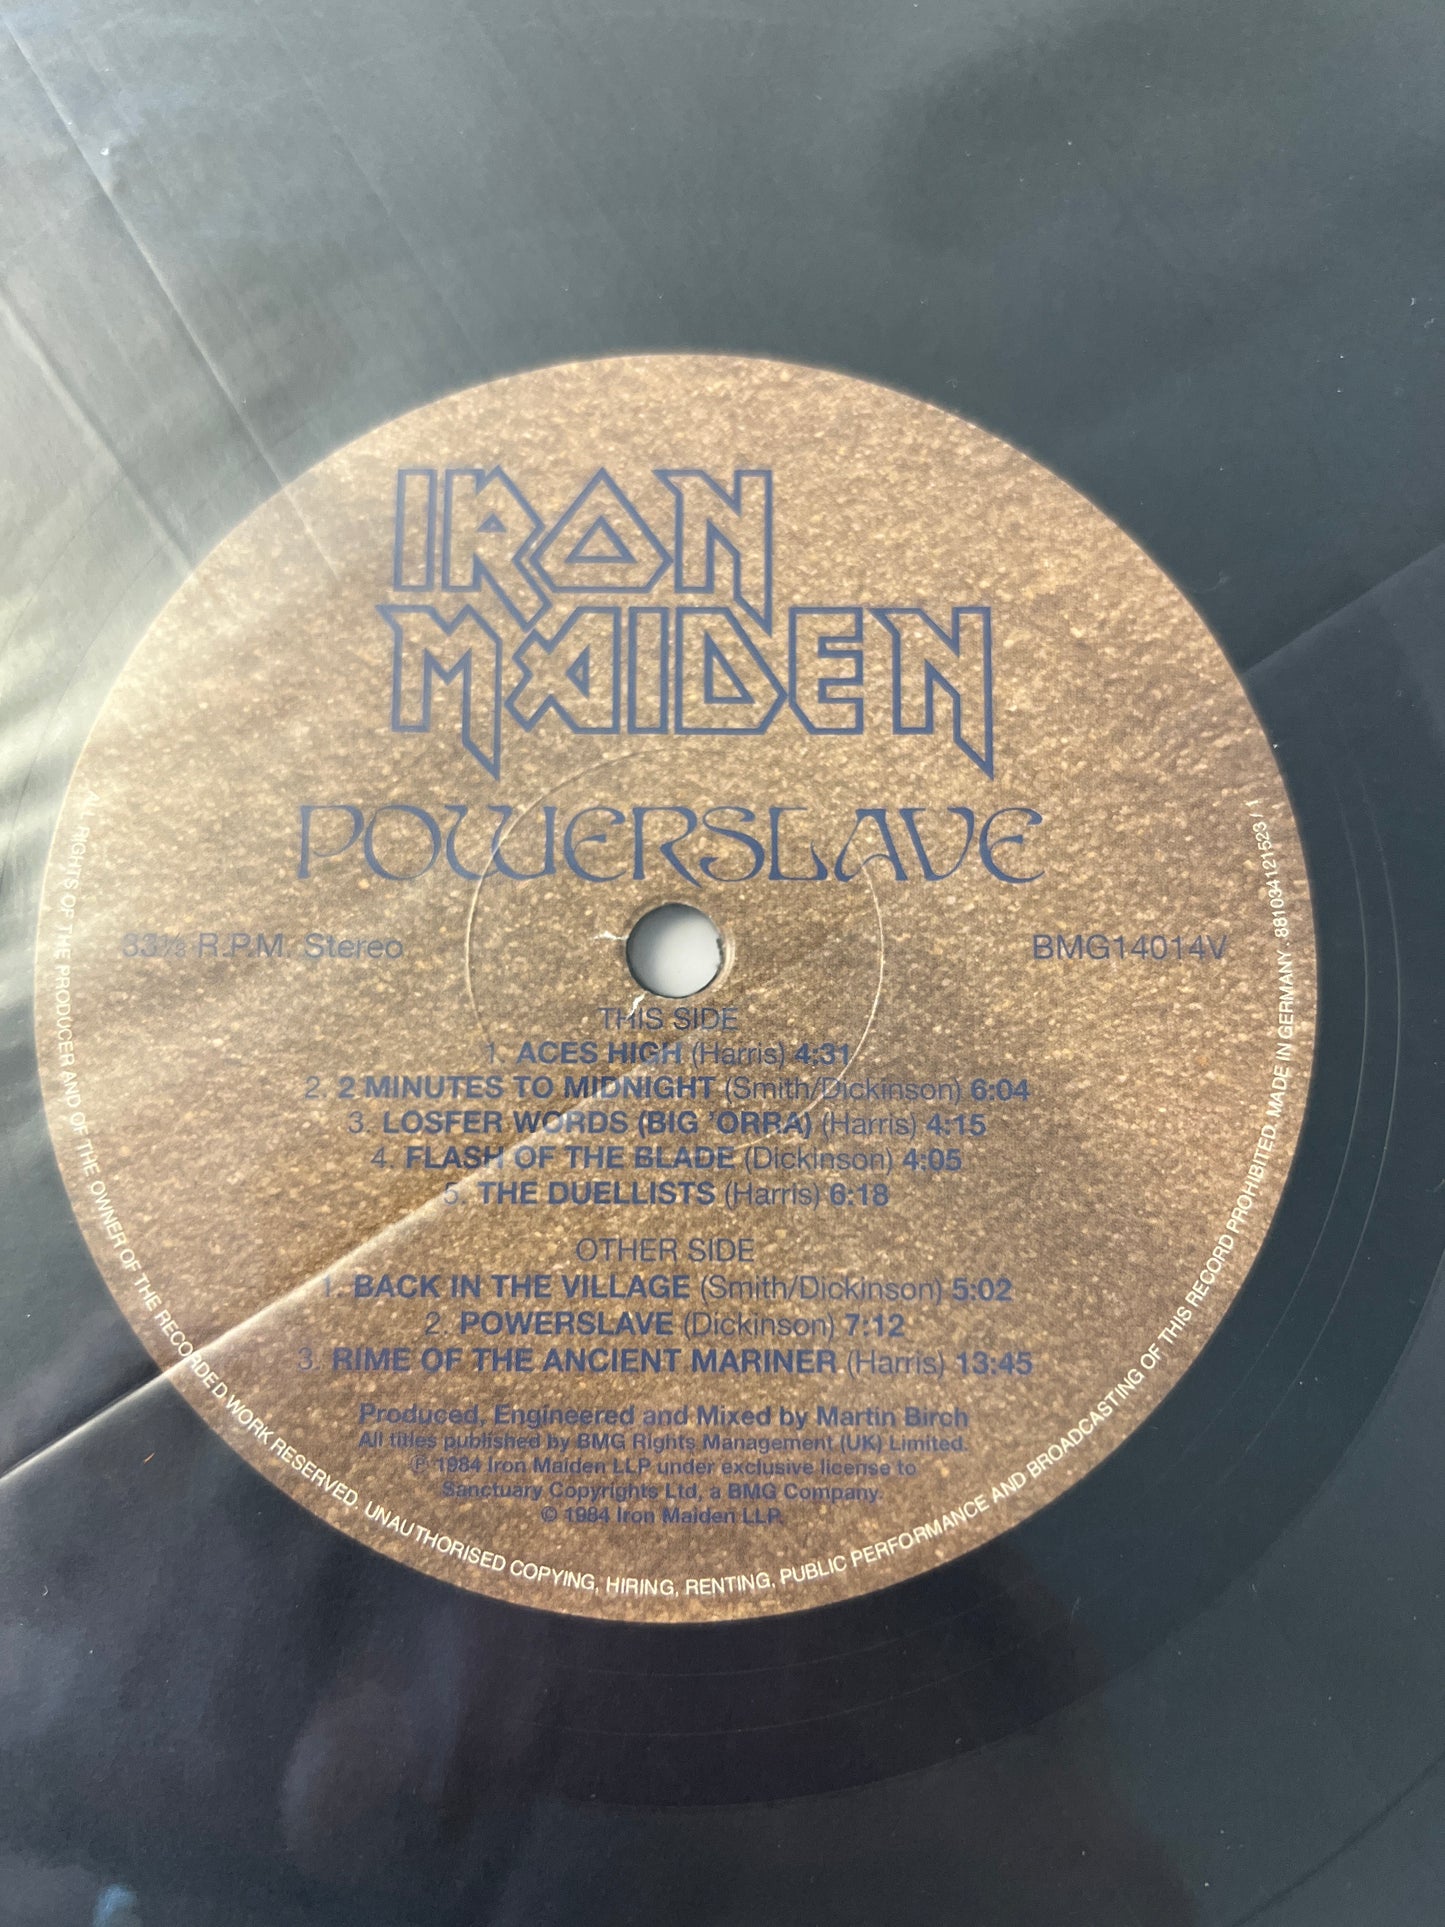 IRON
MAIDEN
POWERSLAVE
33⅓ R.P.M. Stereo
BMG14014V
THIS SIDE
1. ACES HIGH (Harris) 4:31
2. 2 MINUTES TO MIDNIGHT (Smith/Dickinson) 6:04
3. LOSFER WORDS (BIG 'ORRA) (Harris) 4:15
4. FLASH OF THE BLADE (Dickinson) 4:05
5. THE DUELLISTS (Harris) 6:18
OTHER SIDE
1. BACK IN THE VILLAGE (Smith/Dickinson) 5:02
2. POWERSLAVE (Dickinson) 7:12
3. RIME OF THE ANCIENT MARINER (Harris) 13:45
Produced, Engineered and Mixed by Martin Birch
All titles published by BMG Rights Management (UK) Limited.
℗ 1984 Iron Maiden LLP under exclusive license to
Sanctuary Copyrights Ltd, a BMG Company.
© 1984 Iron Maiden LLP.
ALL RIGHTS OF THE PRODUCER AND OF THE OWNER OF THE RECORDED WORK RESERVED. UNAUTHORISED COPYING, HIRING, RENTING, PUBLIC PERFORMANCE AND BROADCASTING OF THIS RECORD PROHIBITED. MADE IN GERMANY. 881034121523 / 1